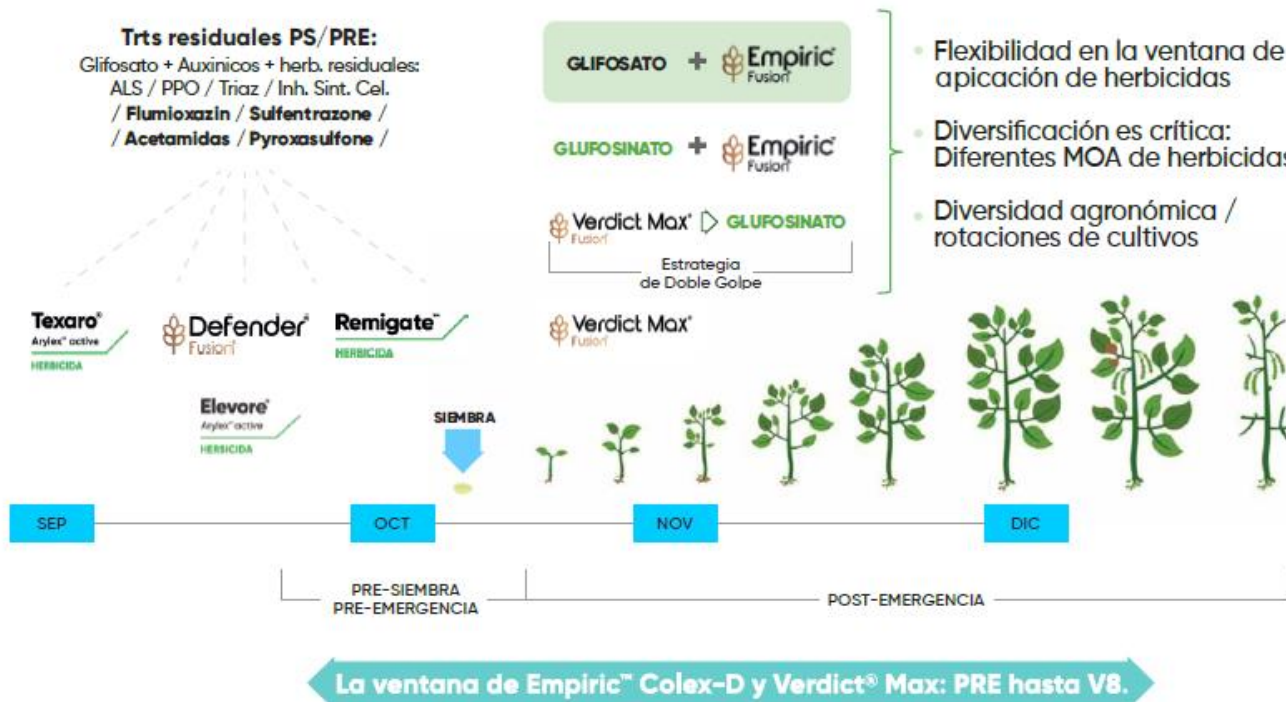 Trts residuales PS/PRE:
Glifosato + Auxinicos + herb. residuales:
ALS / PPO / Triaz / Inh. Sint. Cel.
/ Flumioxazin / Sulfentrazone /
/ Acetamidas / Pyroxasulfone /
GLIFOSATO + Empiric®
Fusion®
GLUFOSINATO + Empiric®
Fusion®
Verdict Max® GLUFOSINATO
Fusion®
Estrategia
de Doble Golpe
Verdict Max®
Fusion®
• Flexibilidad en la ventana de
apicación de herbicidas
• Diversificación es crítica:
Diferentes MOA de herbicidas
• Diversidad agronómica /
rotaciones de cultivos
Texaro®
Arylex™ active
HERBICIDA
Defender®
Fusion®
Remigate™
HERBICIDA
Elevore®
Arylex™ active
HERBICIDA
SIEMBRA
SEP
OCT
NOV
DIC
PRE-SIEMBRA
PRE-EMERGENCIA
POST-EMERGENCIA
La ventana de Empiric™ Colex-D y Verdict® Max: PRE hasta V8.